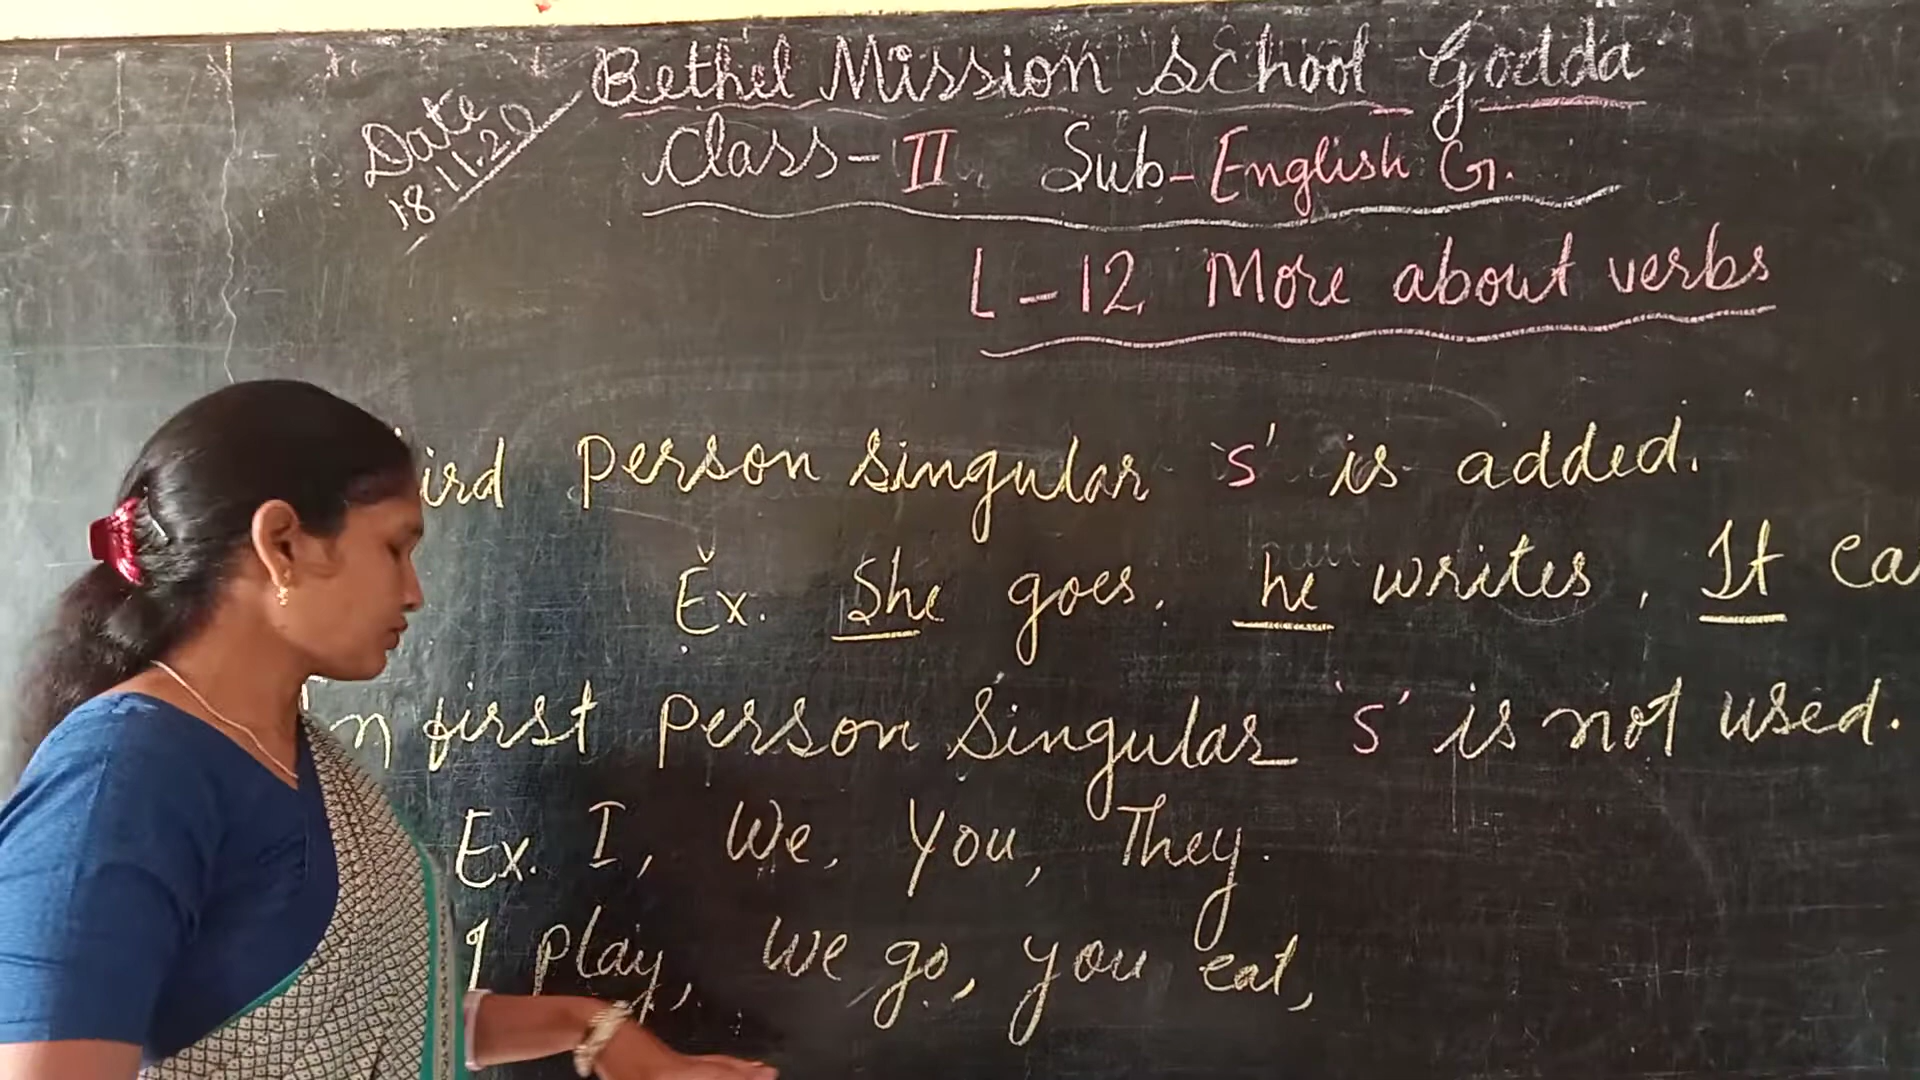 Bethel Mission School Godda
Date
18.11.20
Class-II. Sub-English G.
L-12. More about verbs
ird person singular 's' is added.
Ex. She goes. he writes, It ea
n first person singular 's' is not used.
Ex. I, We, You, They.
I play, we go, you eat,